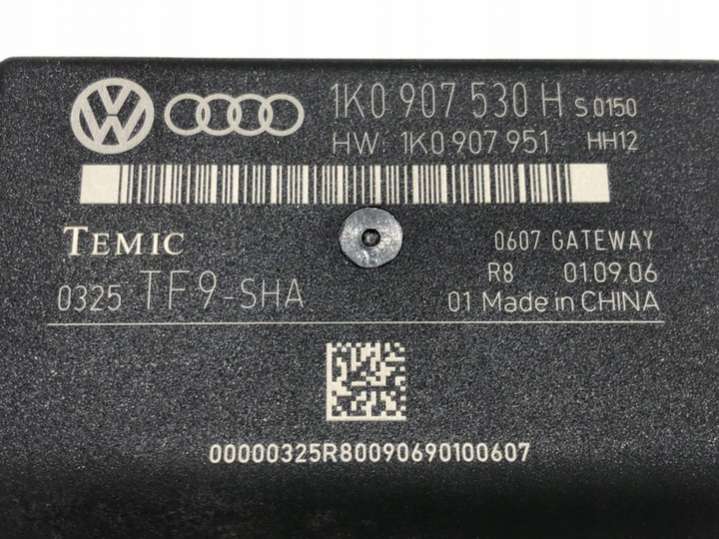 1K0 907 530 H S 0150
HW: 1K0 907 951 HH12
TEMIC
0607 GATEWAY
R8 01.09.06
0325 TF9-SHA
01 Made in CHINA
00000325R80090690100607